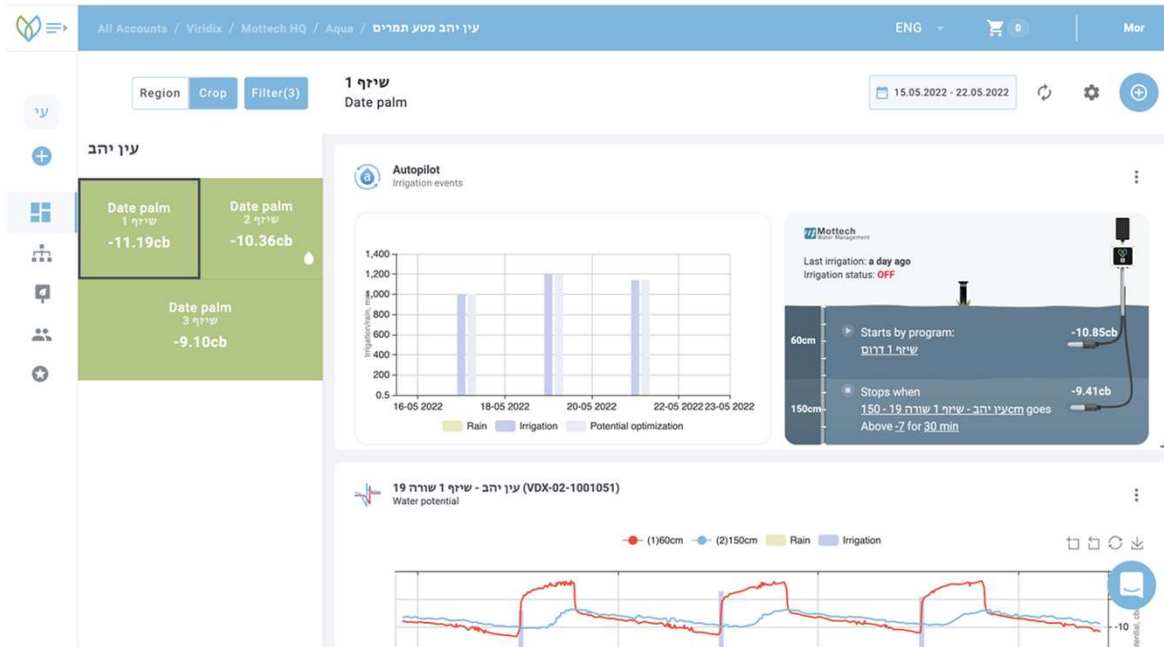 All Accounts / Viridix / Mottech HQ / Aqua / עין יהב מטע תמרים
ENG
0
Mor
Region
Crop
Filter(3)
שיזף 1
Date palm
15.05.2022 - 22.05.2022
עי
עין יהב
Date palm
שיזף 1
-11.19cb
Date palm
שיזף 2
-10.36cb
Date palm
שיזף 3
-9.10cb
Autopilot
Irrigation events
1,400
1,200
1,000
800
600
400
200
0.5
16-05 2022
18-05 2022
20-05 2022
22-05 2022
23-05 2022
Rain
Irrigation
Potential optimization
Mottech
Water Management
Last irrigation: a day ago
Irrigation status: OFF
60cm
Starts by program:
שיזף 1 דרום
-10.85cb
150cm
Stops when
עין יהב - שיזף 1 שורה 19 - 150cm goes
Above -7 for 30 min
-9.41cb
עין יהב - שיזף 1 שורה 19 (VDX-02-1001051)
Water potential
(1)60cm
(2)150cm
Rain
Irrigation
-10